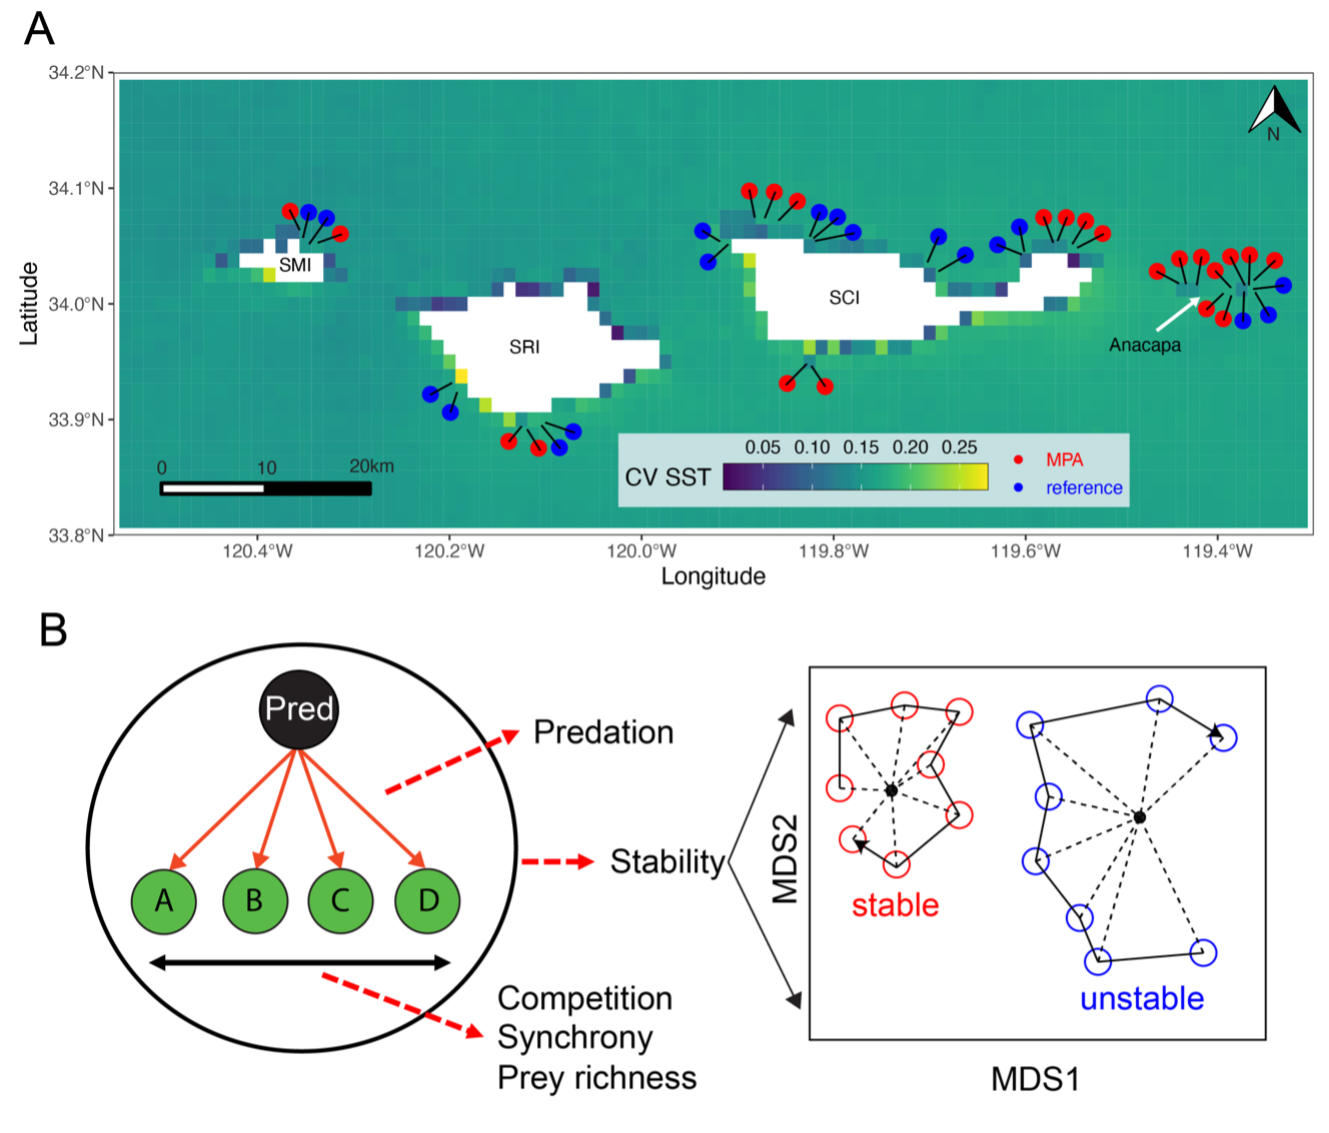 A
34.2°N
34.1°N
34.0°N
33.9°N
33.8°N
Latitude
N
SMI
SRI
SCI
Anacapa
0 10 20km
0.05 0.10 0.15 0.20 0.25
CV SST
MPA
reference
120.4°W 120.2°W 120.0°W 119.8°W 119.6°W 119.4°W
Longitude
B
Pred
A B C D
Predation
Stability
Competition
Synchrony
Prey richness
MDS2
stable
unstable
MDS1